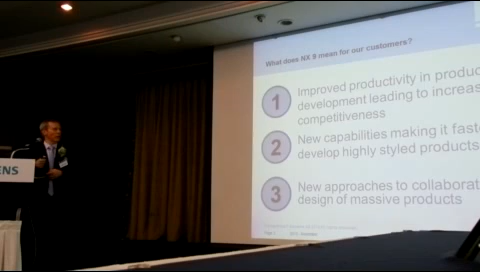 What does NX 9 mean for our customers?
1
Improved productivity in produc
development leading to increas
competitiveness
2
New capabilities making it faste
develop highly styled products
3
New approaches to collaborat
design of massive products
ENS